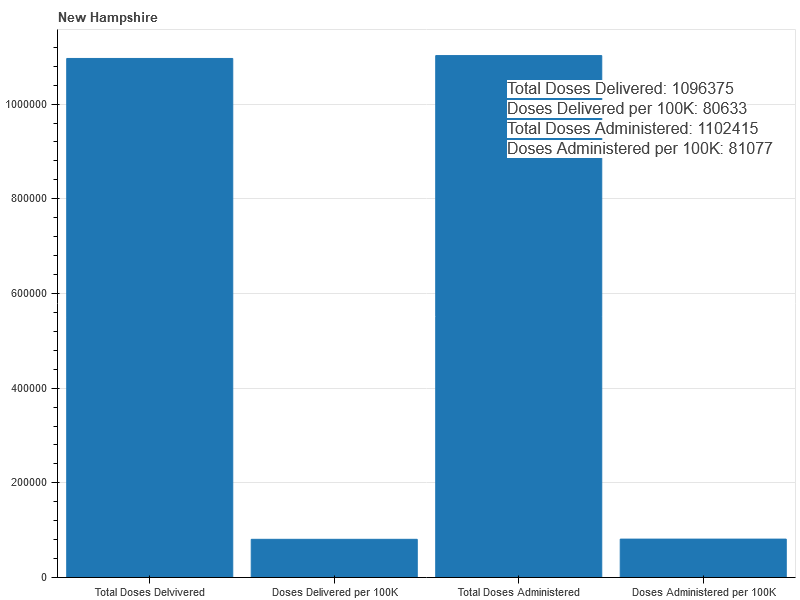 New Hampshire
Total Doses Delivered: 1096375
Doses Delivered per 100K: 80633
Total Doses Administered: 1102415
Doses Administered per 100K: 81077
1000000
800000
600000
400000
200000
0
Total Doses Delvivered
Doses Delivered per 100K
Total Doses Administered
Doses Administered per 100K